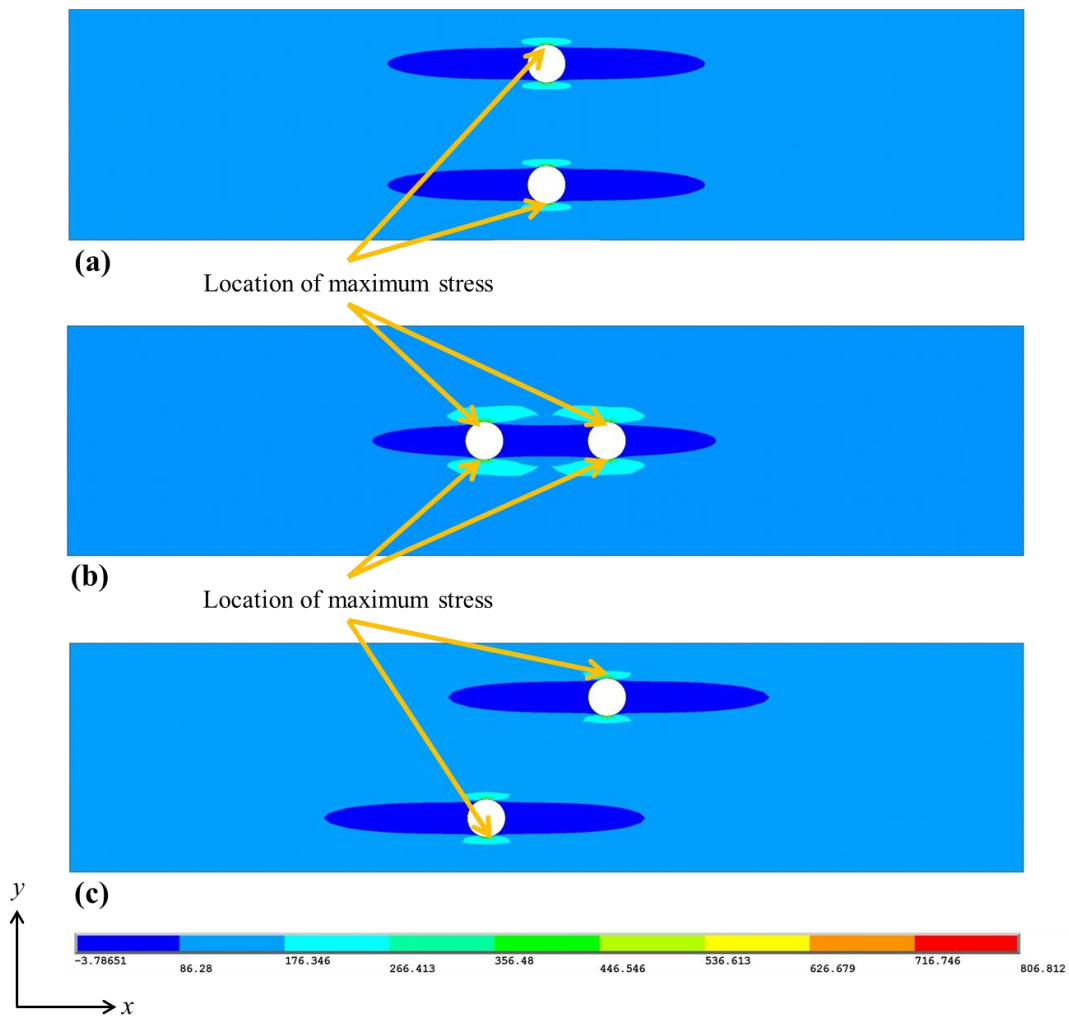 (a)
Location of maximum stress
(b)
Location of maximum stress
(c)
y
x
-3.78651 86.28 176.346 266.413 356.48 446.546 536.613 626.679 716.746 806.812